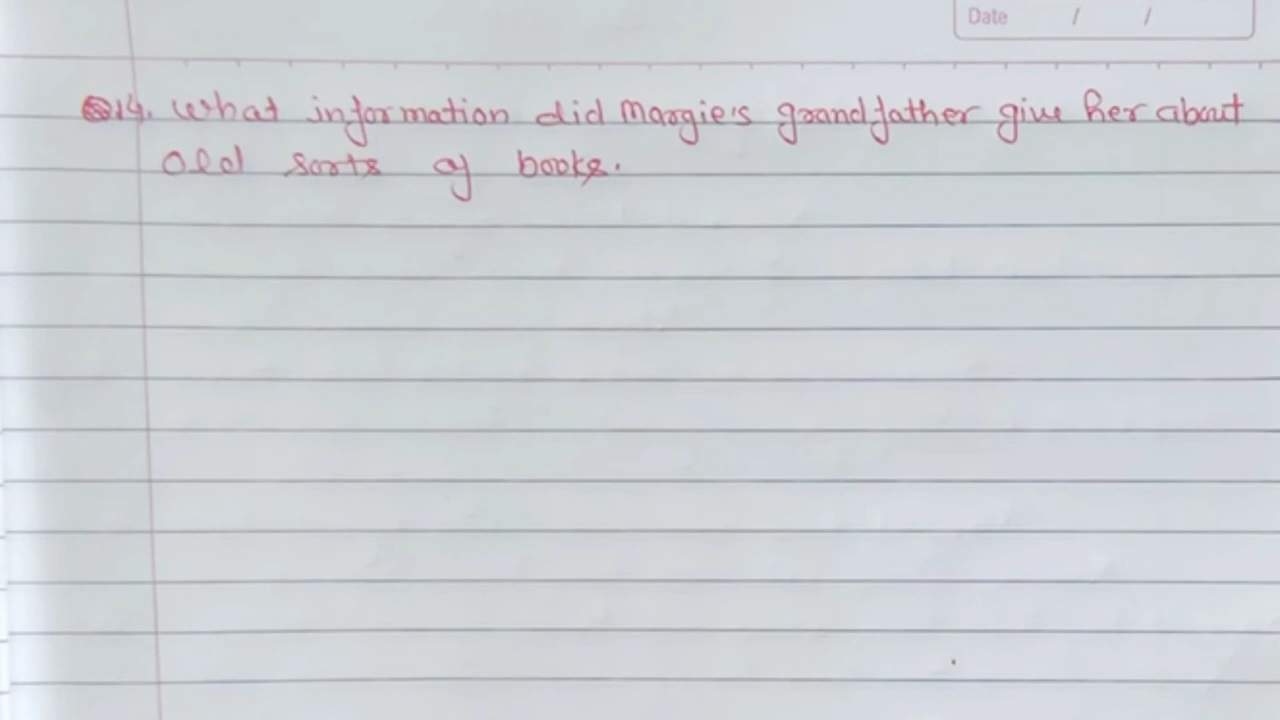 Date / /
Q14. What information did Margie's grandfather give her about
old sorts of books.